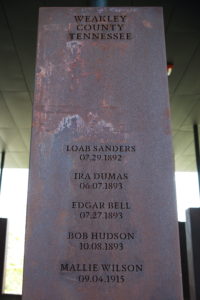 WEAKLEY
COUNTY
TENNESSEE
LOAB SANDERS
07.29.1892
IRA DUMAS
06.07.1893
EDGAR BELL
07.27.1893
BOB HUDSON
10.08.1893
MALLIE WILSON
09.04.1915